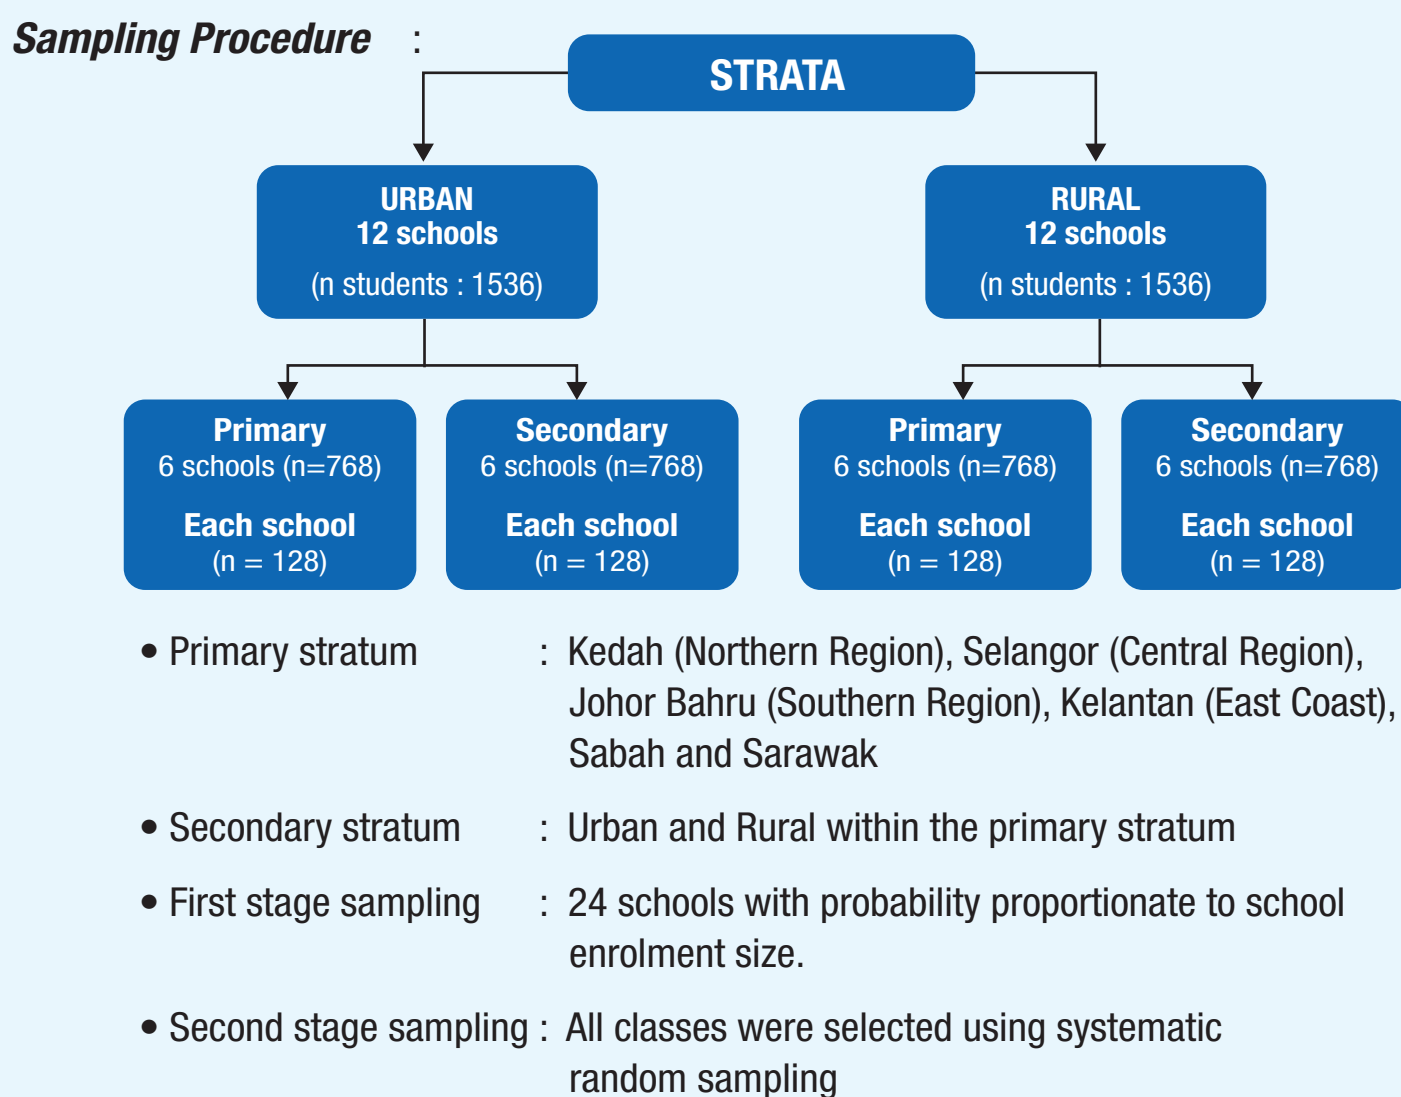 Sampling Procedure :
STRATA
URBAN
12 schools
(n students : 1536)
RURAL
12 schools
(n students : 1536)
Primary
6 schools (n=768)
Each school
(n = 128)
Secondary
6 schools (n=768)
Each school
(n = 128)
Primary
6 schools (n=768)
Each school
(n = 128)
Secondary
6 schools (n=768)
Each school
(n = 128)
• Primary stratum : Kedah (Northern Region), Selangor (Central Region),
Johor Bahru (Southern Region), Kelantan (East Coast),
Sabah and Sarawak
• Secondary stratum : Urban and Rural within the primary stratum
• First stage sampling : 24 schools with probability proportionate to school
enrolment size.
• Second stage sampling : All classes were selected using systematic
random sampling